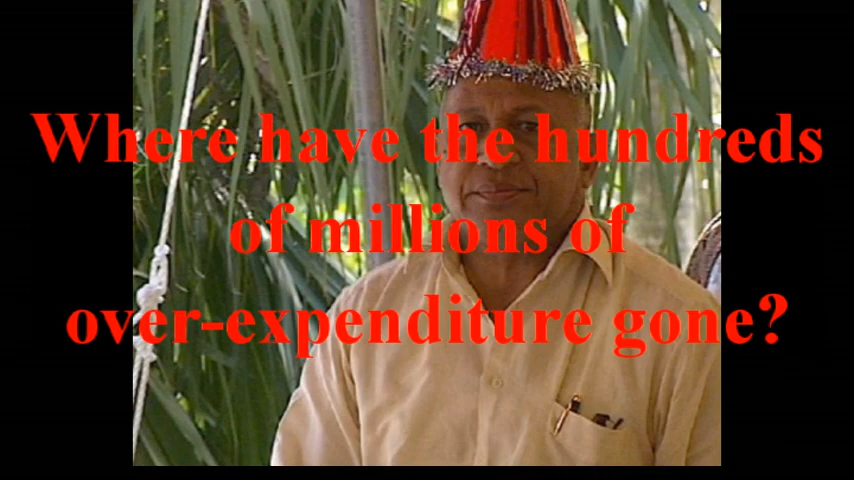 Where have the hundreds
of millions of
over-expenditure gone?